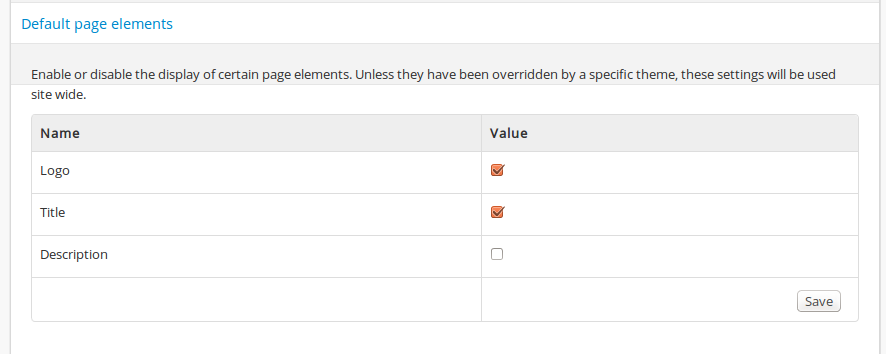 Default page elements
Enable or disable the display of certain page elements. Unless they have been overridden by a specific theme, these settings will be used
site wide.
Name Value
Logo
Title
Description
Save